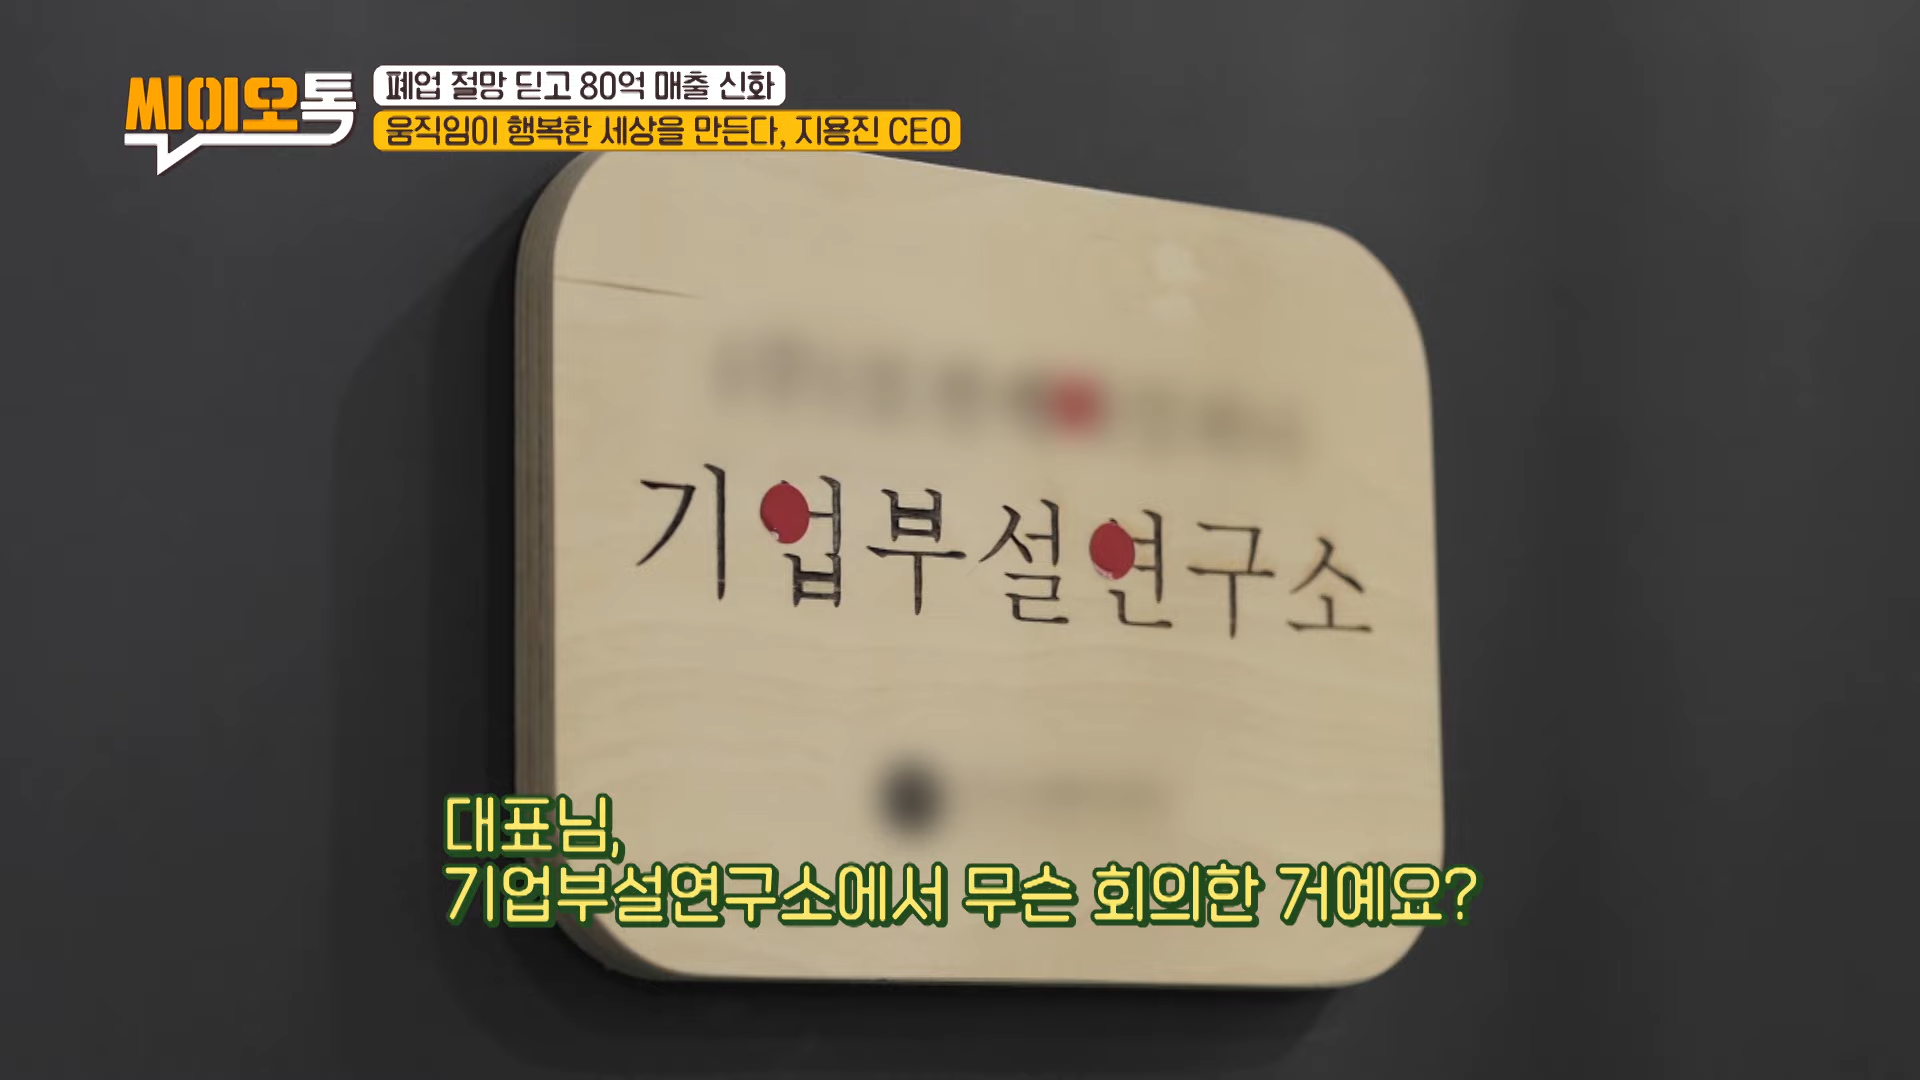 씨이오톡
폐업 절망 딛고 80억 매출 신화
움직임이 행복한 세상을 만든다, 지용진 CEO
기업부설연구소
대표님,
기업부설연구소에서 무슨 회의한 거예요?